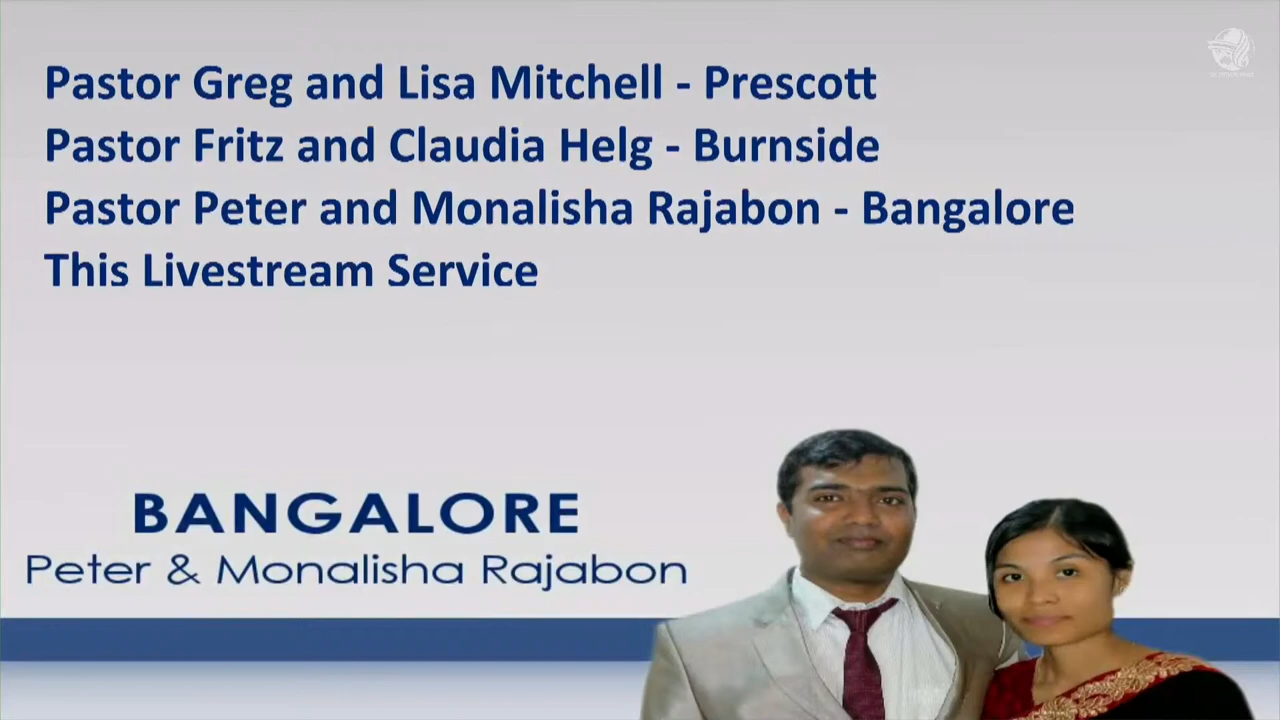 Pastor Greg and Lisa Mitchell - Prescott
Pastor Fritz and Claudia Helg - Burnside
Pastor Peter and Monalisha Rajabon - Bangalore
This Livestream Service
BANGALORE
Peter & Monalisha Rajabon